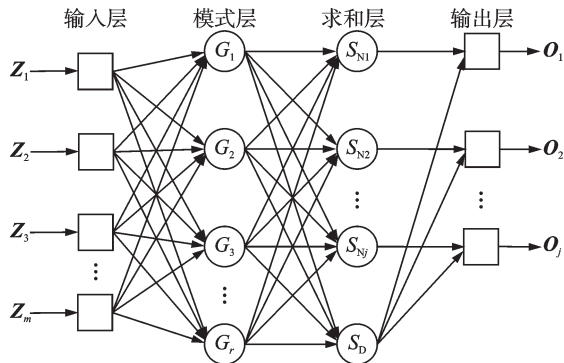 输入层 模式层 求和层 输出层
Z1 G1 SN1 O1
Z2 G2 SN2 O2
Z3 G3 SNj Oj
Zm Gr SD